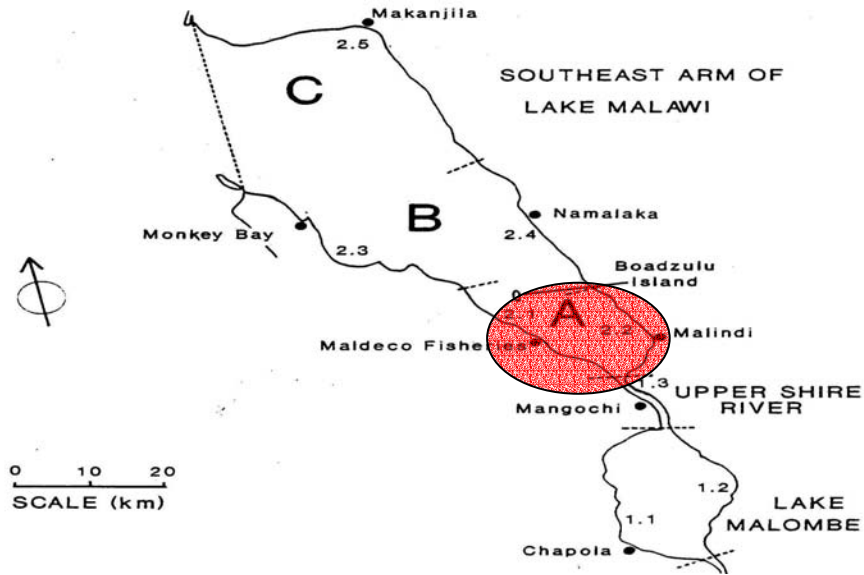 Makanjila
2.5
SOUTHEAST ARM OF
LAKE MALAWI
C
B
Namalaka
2.4
Monkey Bay
2.3
Boadzulu
island
A
2.1
2.2
Malindi
Maldeco Fisheries
1.3
UPPER SHIRE
RIVER
Mangochi
0 10 20
SCALE (km)
1.2
LAKE
MALOMBE
1.1
Chapola